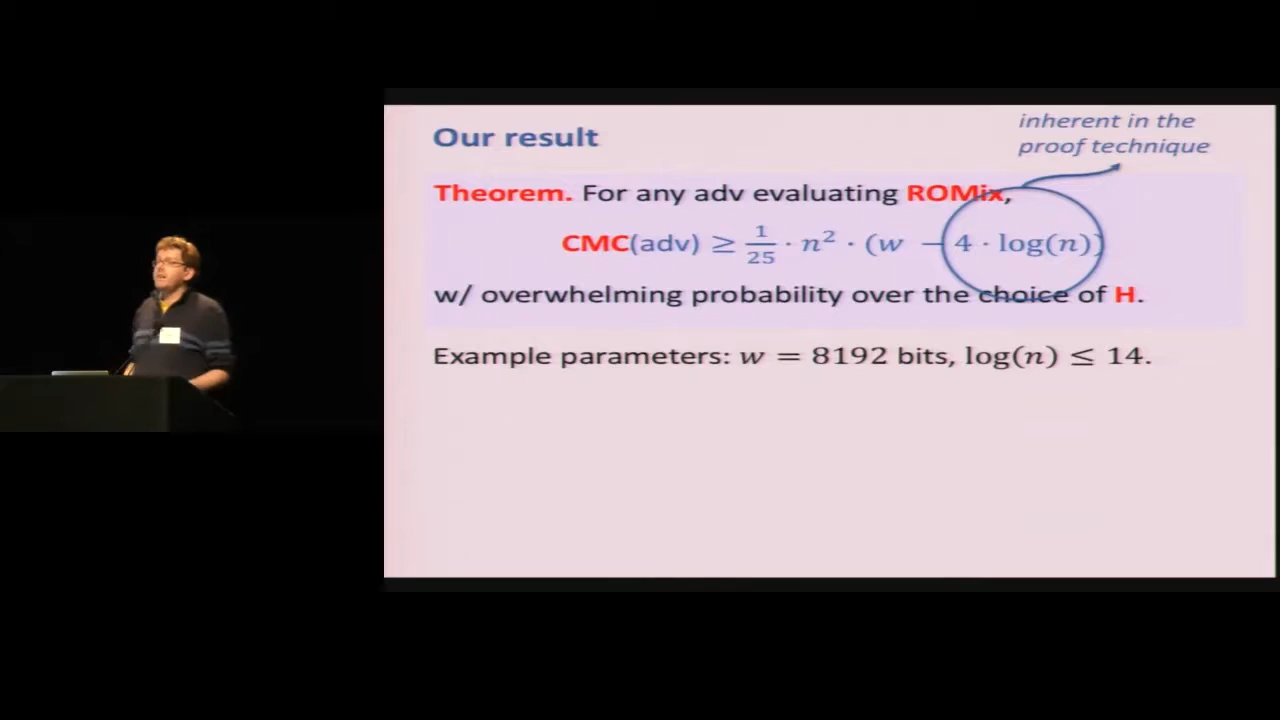 Our result
inherent in the
proof technique
Theorem. For any adv evaluating ROMix,
CMC(adv) ≥ 1/25 · n² · (w − 4 · log(n))
w/ overwhelming probability over the choice of H.
Example parameters: w = 8192 bits, log(n) ≤ 14.